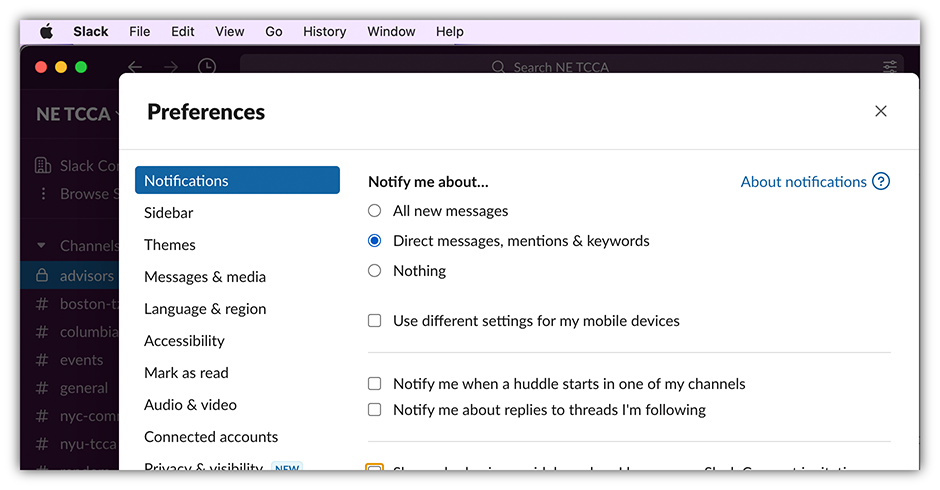 Slack File Edit View Go History Window Help
Search NE TCCA
NE TCCA
Preferences
Slack
Browse
Channels
advisors
boston-
columbia
events
general
nyc-
nyu-tcca
Notifications
Sidebar
Themes
Messages & media
Language & region
Accessibility
Mark as read
Audio & video
Connected accounts
Privacy & visibility NEW
Notify me about...
About notifications ?
All new messages
Direct messages, mentions & keywords
Nothing
Use different settings for my mobile devices
Notify me when a huddle starts in one of my channels
Notify me about replies to threads I'm following